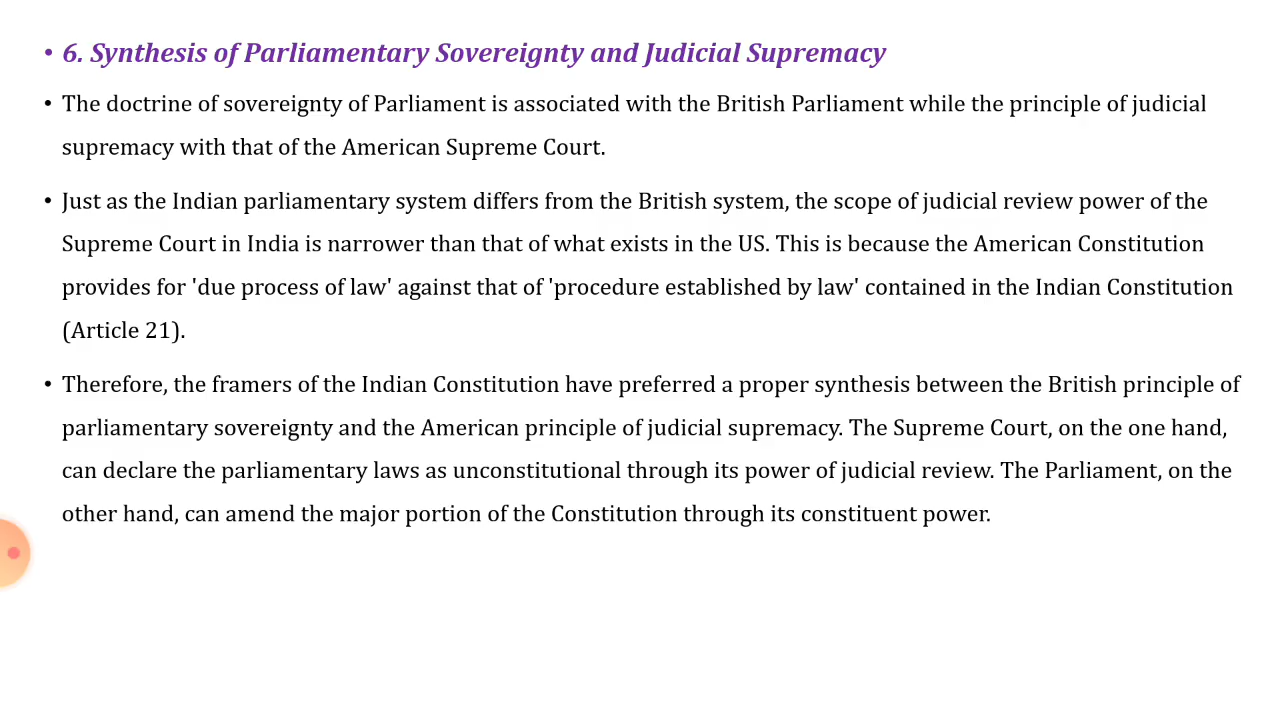 • 6. Synthesis of Parliamentary Sovereignty and Judicial Supremacy
• The doctrine of sovereignty of Parliament is associated with the British Parliament while the principle of judicial
supremacy with that of the American Supreme Court.
• Just as the Indian parliamentary system differs from the British system, the scope of judicial review power of the
Supreme Court in India is narrower than that of what exists in the US. This is because the American Constitution
provides for 'due process of law' against that of 'procedure established by law' contained in the Indian Constitution
(Article 21).
• Therefore, the framers of the Indian Constitution have preferred a proper synthesis between the British principle of
parliamentary sovereignty and the American principle of judicial supremacy. The Supreme Court, on the one hand,
can declare the parliamentary laws as unconstitutional through its power of judicial review. The Parliament, on the
other hand, can amend the major portion of the Constitution through its constituent power.